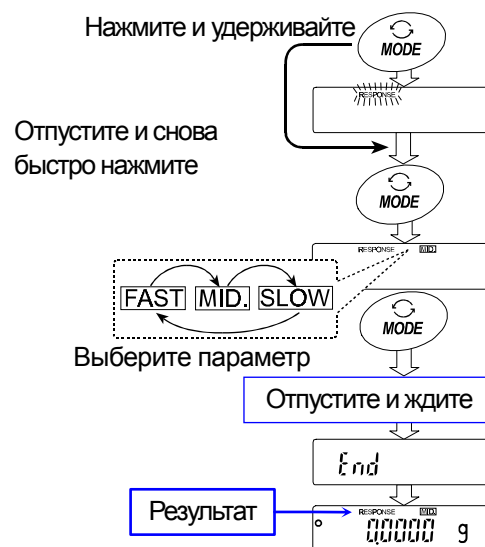 Нажмите и удерживайте
MODE
RESPONSE
Отпустите и снова
быстро нажмите
MODE
RESPONSE MID.
FAST MID. SLOW
MODE
Выберите параметр
Отпустите и ждите
End
Результат
RESPONSE MID.
0.0000 g